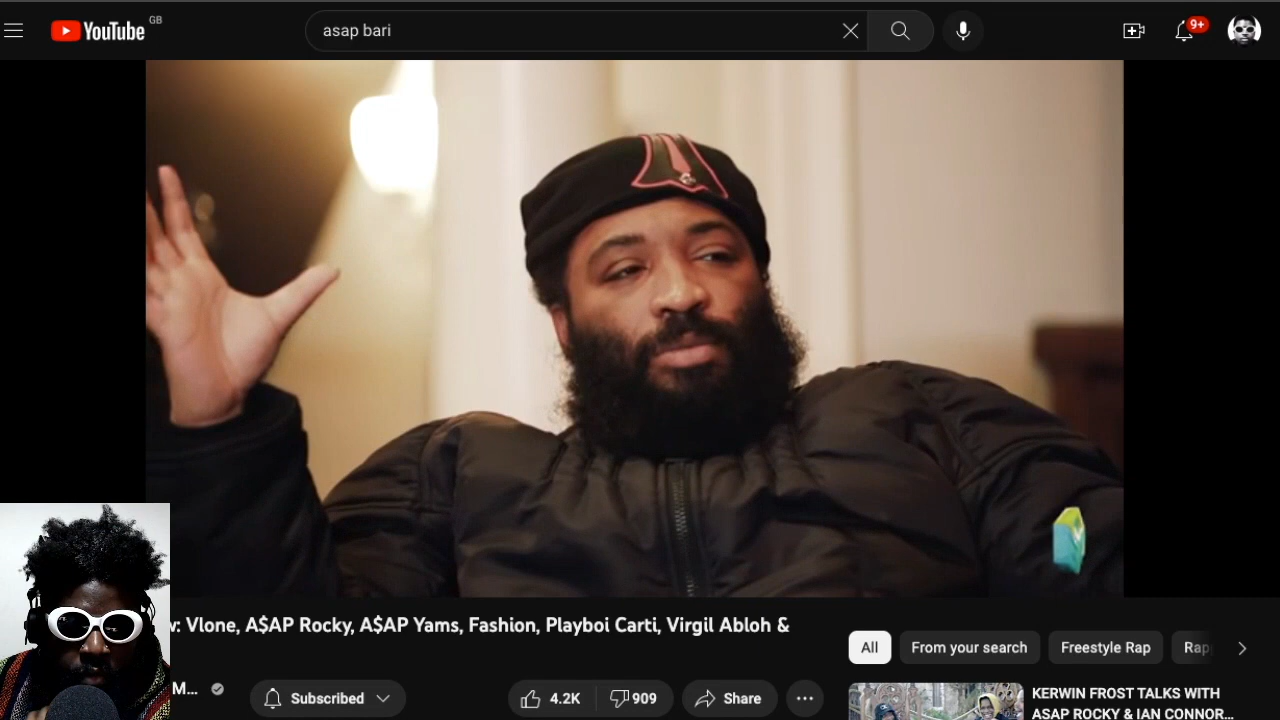 YouTube GB
asap bari
9+
v: Vlone, A$AP Rocky, A$AP Yams, Fashion, Playboi Carti, Virgil Abloh &
M...
Subscribed
4.2K
909
Share
All
From your search
Freestyle Rap
Rap
KERWIN FROST TALKS WITH
ASAP ROCKY & IAN CONNOR...